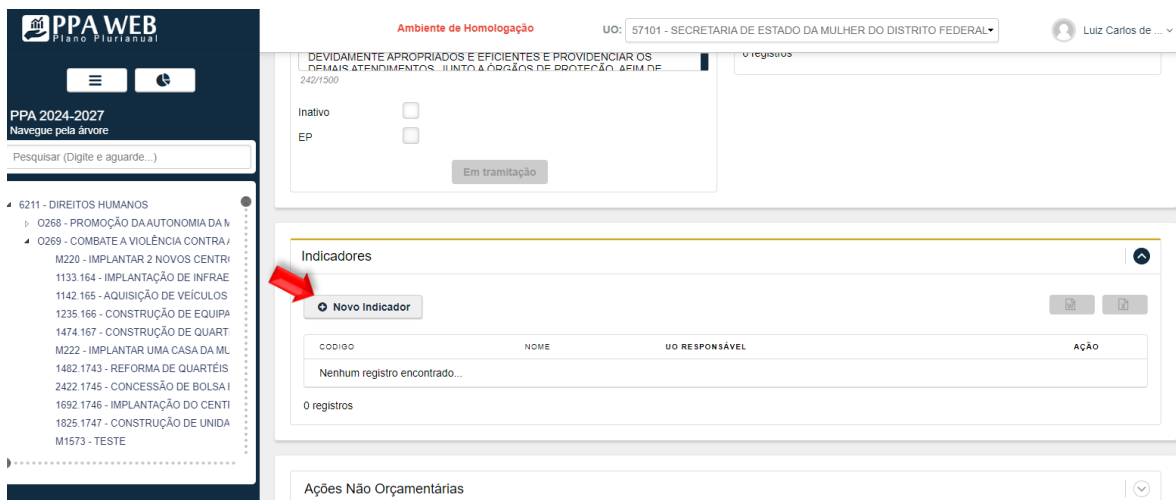 PPA WEB
Plano Plurianual
Ambiente de Homologação
UO:
57101 - SECRETARIA DE ESTADO DA MULHER DO DISTRITO FEDERAL
Luiz Carlos de ...
PPA 2024-2027
Navegue pela árvore
Pesquisar (Digite e aguarde...)
6211 - DIREITOS HUMANOS
O268 - PROMOÇÃO DA AUTONOMIA DA M
O269 - COMBATE A VIOLÊNCIA CONTRA
M220 - IMPLANTAR 2 NOVOS CENTR
1133.164 - IMPLANTAÇÃO DE INFRAE
1142.165 - AQUISIÇÃO DE VEÍCULOS
1235.166 - CONSTRUÇÃO DE EQUIPA
1474.167 - CONSTRUÇÃO DE QUART
M222 - IMPLANTAR UMA CASA DA MU
1482.1743 - REFORMA DE QUARTÉIS
2422.1745 - CONCESSÃO DE BOLSA
1692.1746 - IMPLANTAÇÃO DO CENT
1825.1747 - CONSTRUÇÃO DE UNIDA
M1573 - TESTE
DEVIDAMENTE APROPRIADOS E EFICIENTES E PROVIDENCIAR OS
DEMAIS ATENDIMENTOS, JUNTO A ÓRGÃOS DE PROTEÇÃO, AFIM DE
242/1500
0 registros
Inativo
EP
Em tramitação
Indicadores
Novo Indicador
CODIGO NOME UO RESPONSÁVEL AÇÃO
Nenhum registro encontrado...
0 registros
Ações Não Orçamentárias